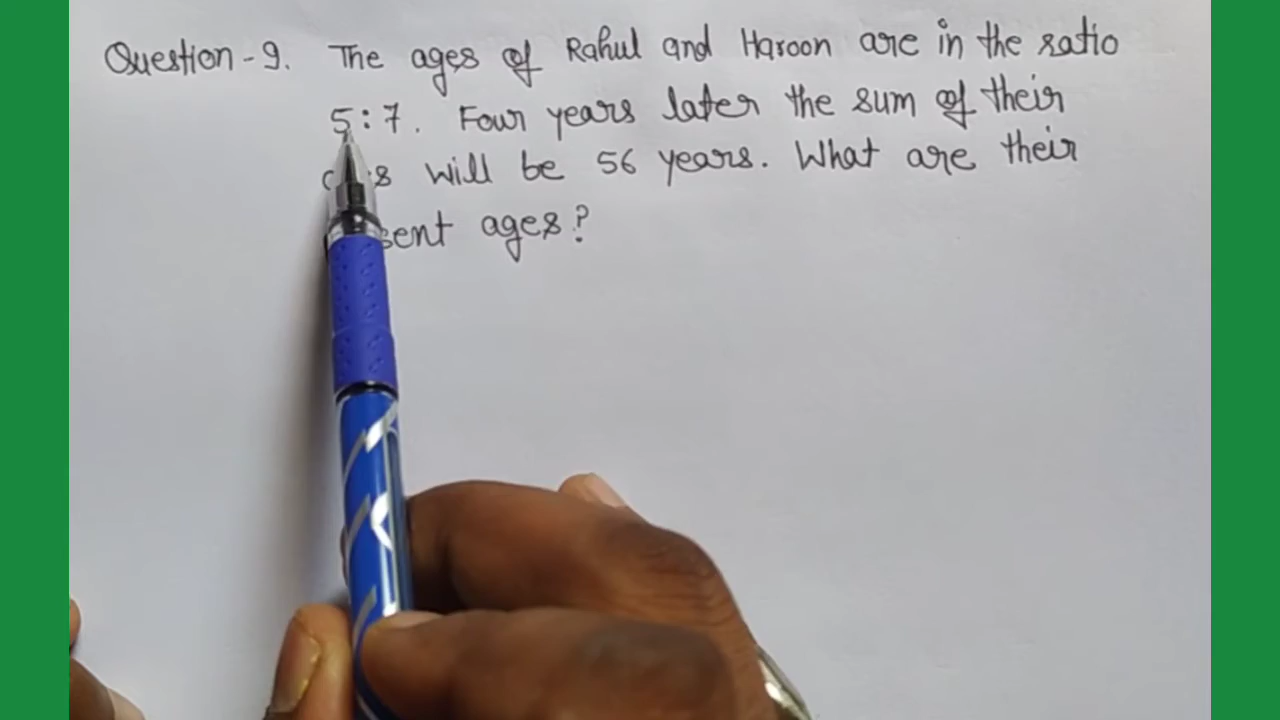 Question - 9. The ages of Rahul and Haroon are in the ratio
5 : 7. Four years later the sum of their
will be 56 years. What are their
ages?